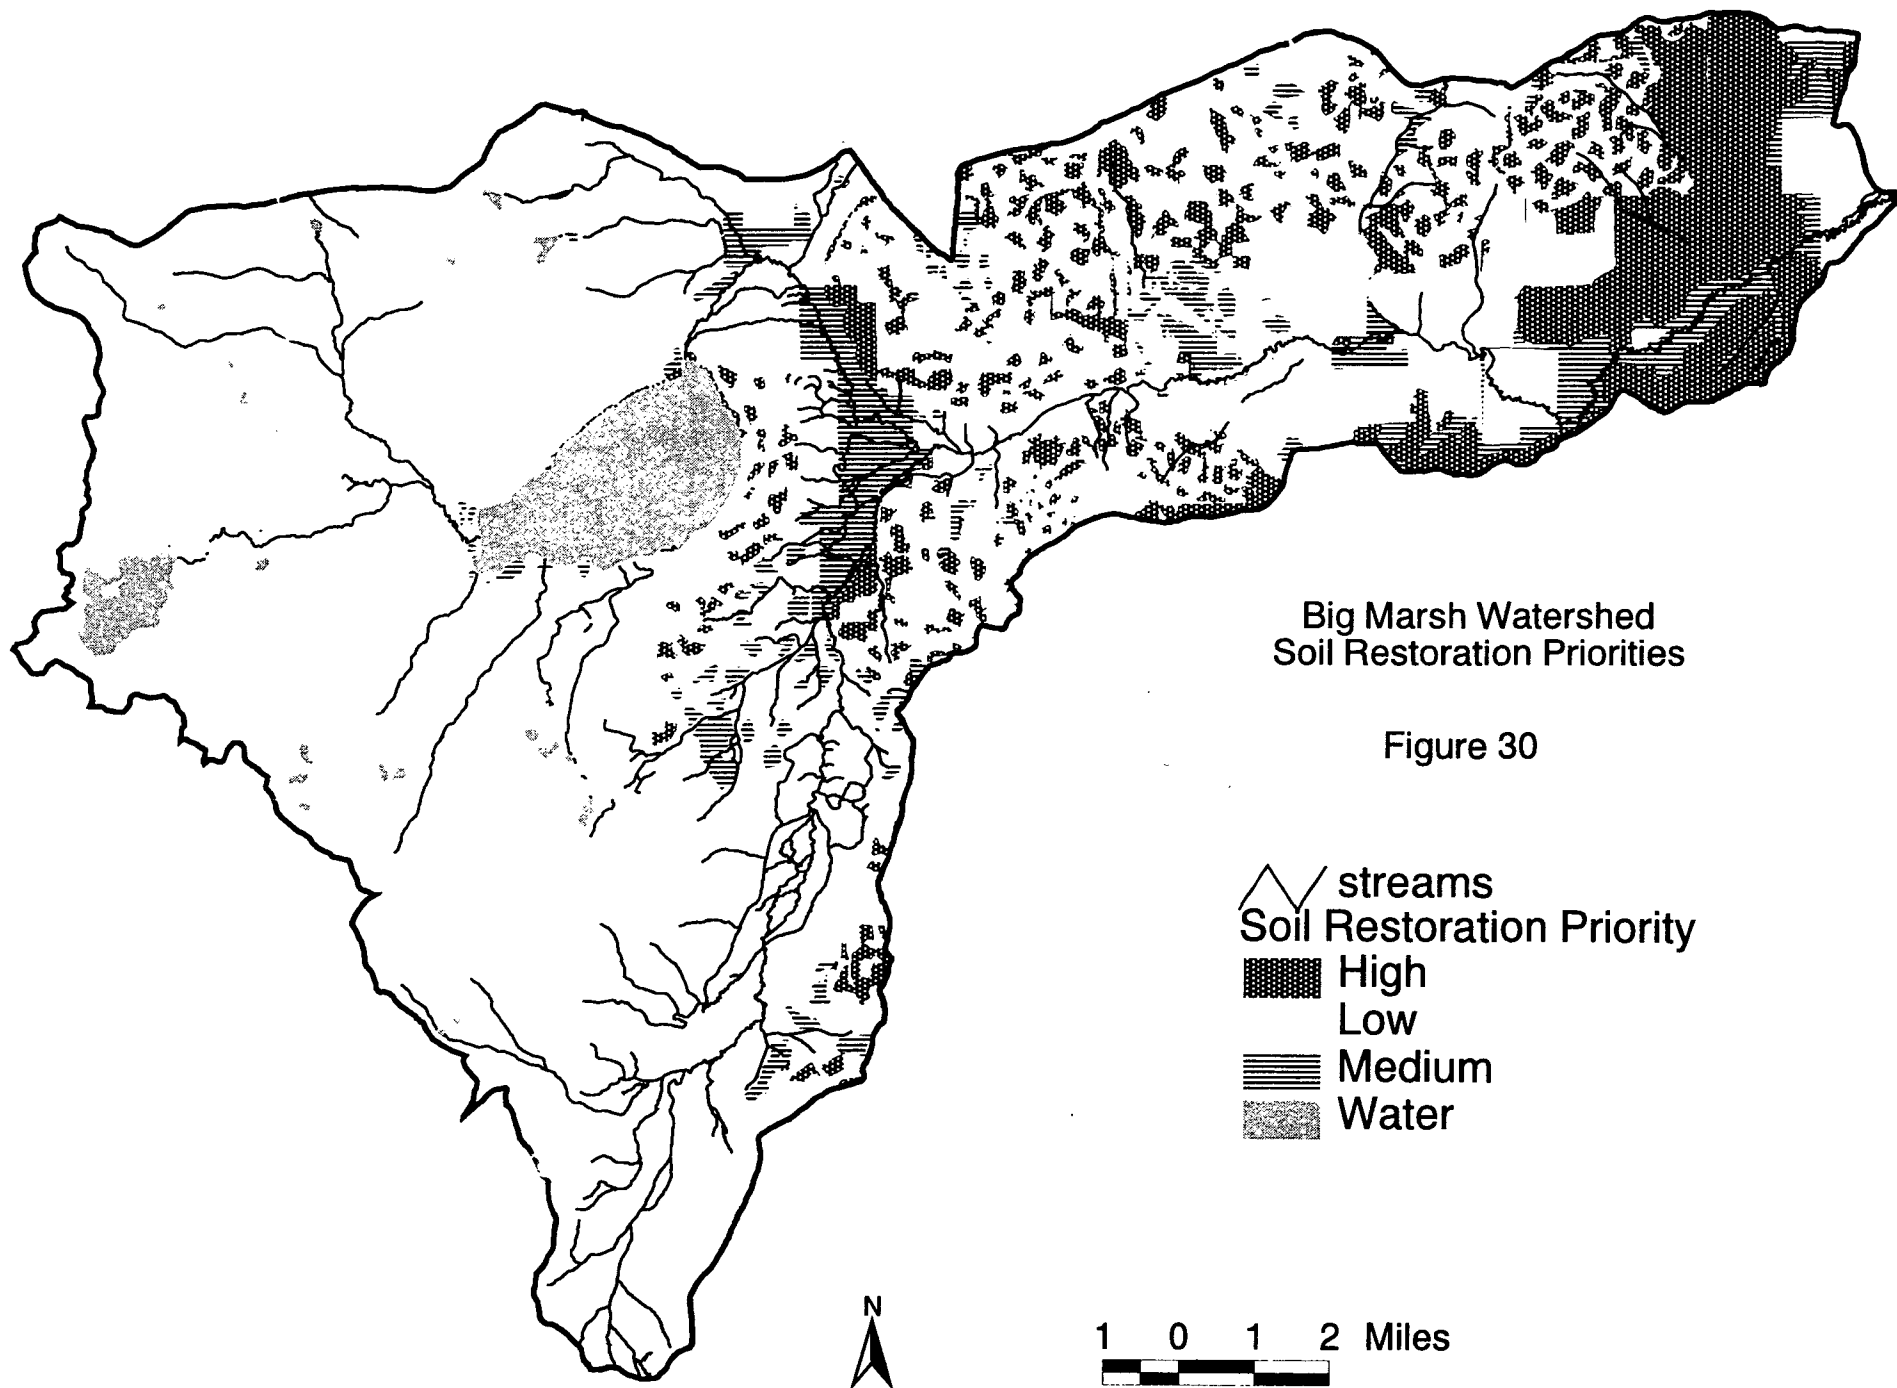 Big Marsh Watershed
Soil Restoration Priorities
Figure 30
streams
Soil Restoration Priority
High
Low
Medium
Water
N
1 0 1 2 Miles